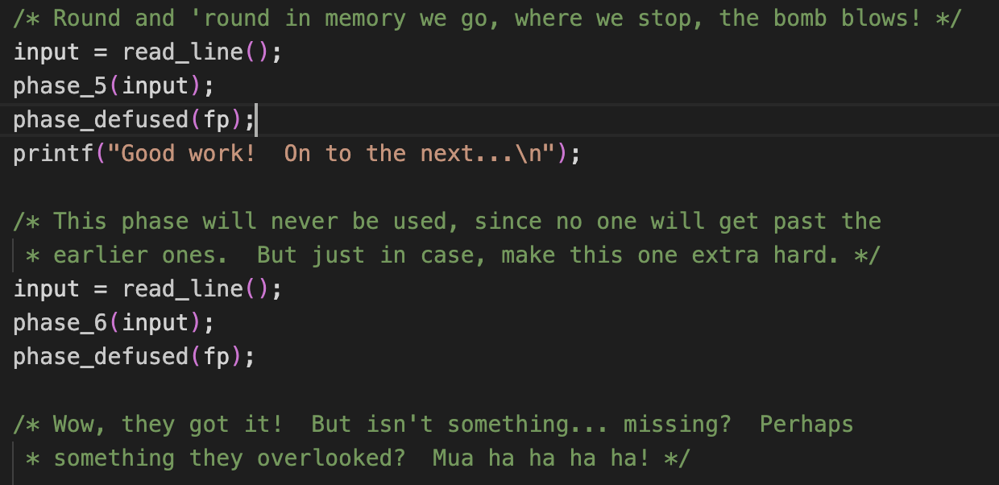 /* Round and 'round in memory we go, where we stop, the bomb blows! */
input = read_line();
phase_5(input);
phase_defused(fp);
printf("Good work!  On to the next...\n");
/* This phase will never be used, since no one will get past the
* earlier ones.  But just in case, make this one extra hard. */
input = read_line();
phase_6(input);
phase_defused(fp);
/* Wow, they got it!  But isn't something... missing?  Perhaps
* something they overlooked?  Mua ha ha ha ha! */